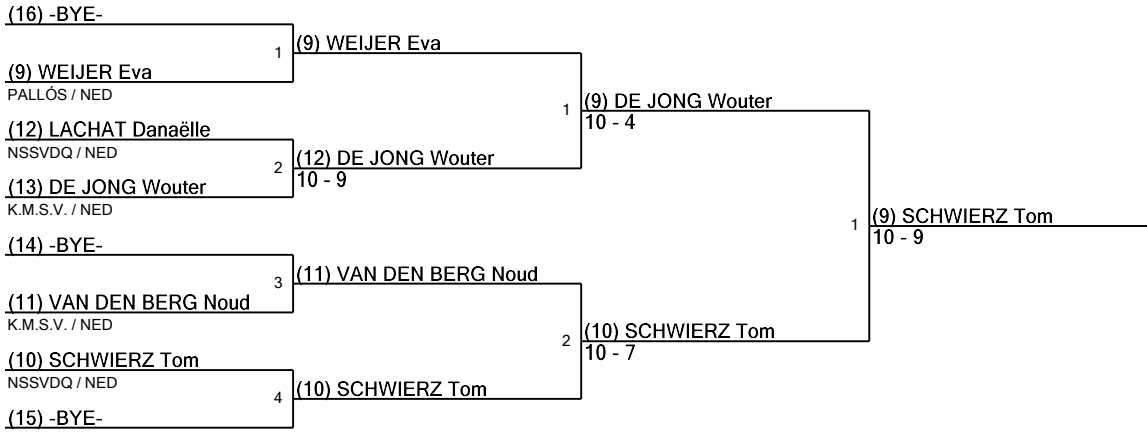 (16) -BYE-
1
(9) WEIJER Eva
(9) WEIJER Eva
PALLÓS / NED
1
(9) DE JONG Wouter
10 - 4
(12) LACHAT Danaëlle
NSSVDQ / NED
2
(12) DE JONG Wouter
10 - 9
(13) DE JONG Wouter
K.M.S.V. / NED
1
(9) SCHWIERZ Tom
10 - 9
(14) -BYE-
3
(11) VAN DEN BERG Noud
(11) VAN DEN BERG Noud
K.M.S.V. / NED
2
(10) SCHWIERZ Tom
10 - 7
(10) SCHWIERZ Tom
NSSVDQ / NED
4
(10) SCHWIERZ Tom
(15) -BYE-